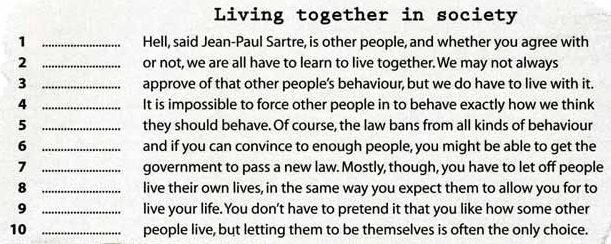 Living together in society
1 .......................... Hell, said Jean-Paul Sartre, is other people, and whether you agree with
2 .......................... or not, we are all have to learn to live together. We may not always
3 .......................... approve of that other people's behaviour, but we do have to live with it.
4 .......................... It is impossible to force other people in to behave exactly how we think
5 .......................... they should behave. Of course, the law bans from all kinds of behaviour
6 .......................... and if you can convince to enough people, you might be able to get the
7 .......................... government to pass a new law. Mostly, though, you have to let off people
8 .......................... live their own lives, in the same way you expect them to allow you for to
9 .......................... live your life. You don't have to pretend it that you like how some other
10 .......................... people live, but letting them to be themselves is often the only choice.